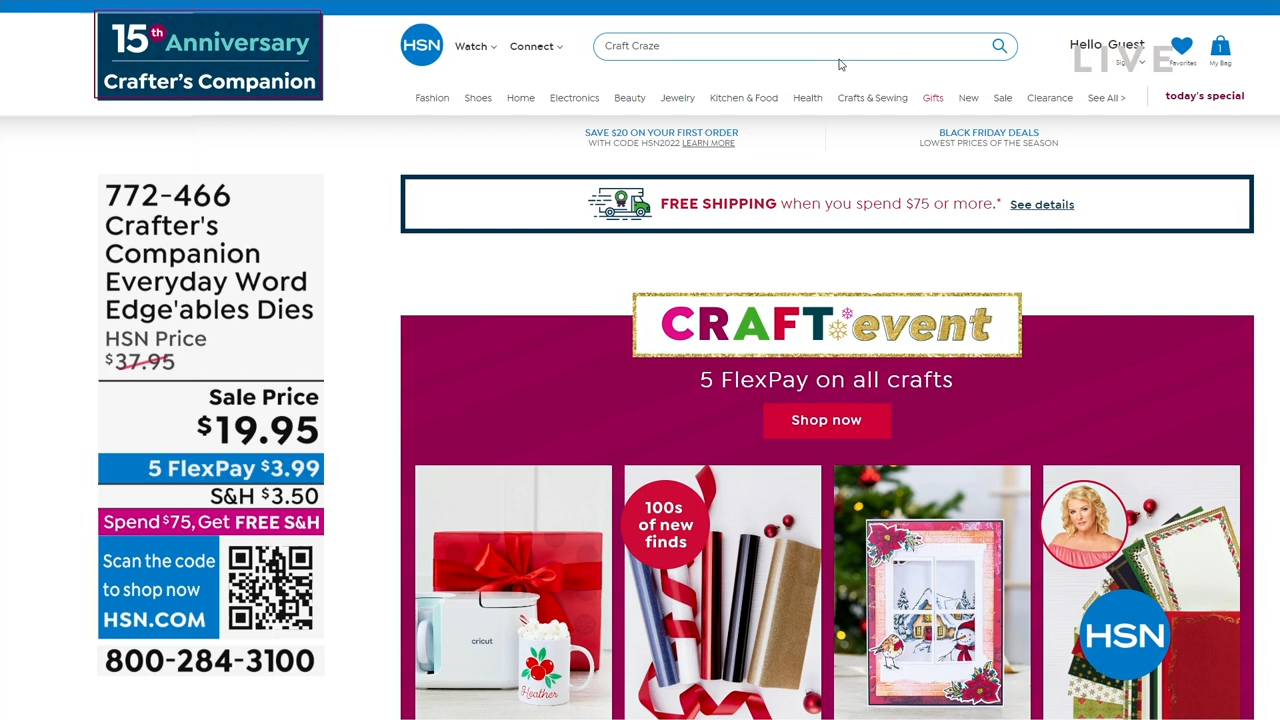 15th Anniversary
Crafter's Companion
772-466
Crafter's
Companion
Everyday Word
Edge'ables Dies
HSN Price
$37.95
Sale Price
$19.95
5 FlexPay $3.99
S&H $3.50
Spend $75, Get FREE S&H
Scan the code
to shop now
HSN.COM
800-284-3100
HSN
Watch
Connect
Craft Craze
Hello, Guest
LIVE
Favorites
1
My Bag
Fashion Shoes Home Electronics Beauty Jewelry Kitchen & Food Health Crafts & Sewing Gifts New Sale Clearance See All >
today's special
SAVE $20 ON YOUR FIRST ORDER
WITH CODE HSN2022 LEARN MORE
BLACK FRIDAY DEALS
LOWEST PRICES OF THE SEASON
FREE SHIPPING when you spend $75 or more.* See details
CRAFT event
5 FlexPay on all crafts
Shop now
cricut
Heather
100s
of new
finds
HSN